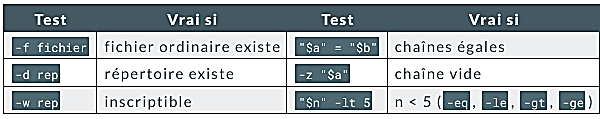 Test Vrai si Test Vrai si
-f fichier fichier ordinaire existe "$a" = "$b" chaînes égales
-d rep répertoire existe -z "$a" chaîne vide
-w rep inscriptible "$n" -lt 5 n < 5 (-eq, -le, -gt, -ge)